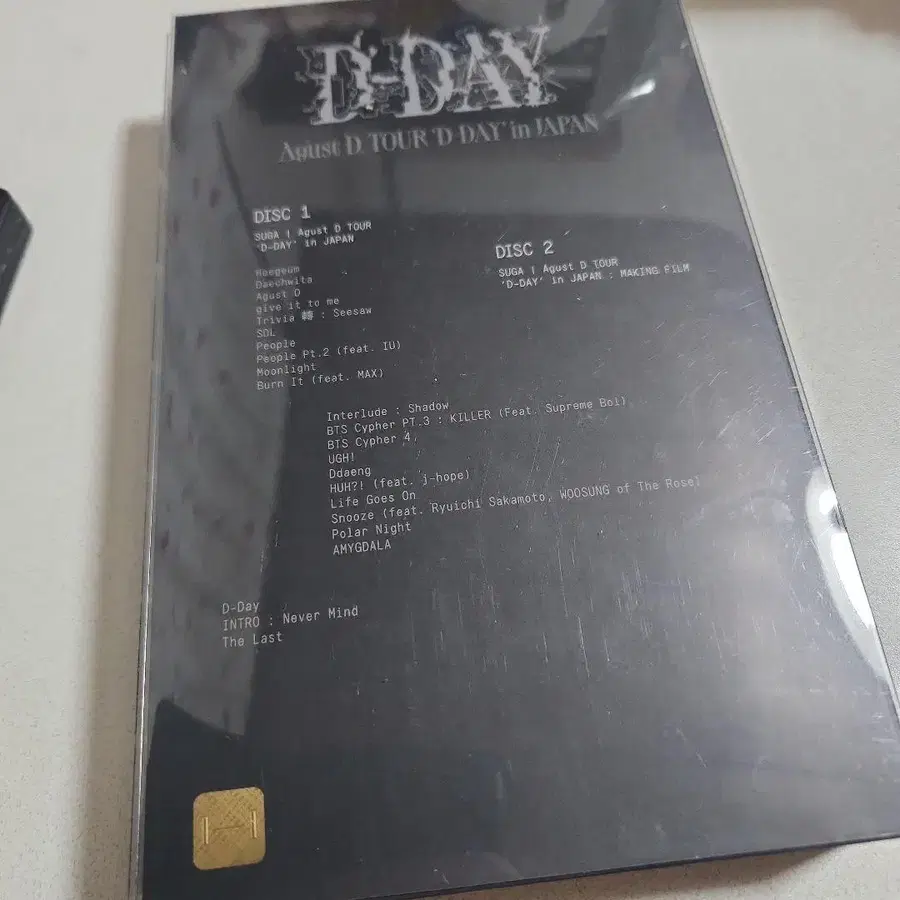 D-DAY
Agust D TOUR 'D-DAY' in JAPAN
DISC 1
SUGA | Agust D TOUR
'D-DAY' in JAPAN
Haegeum
Daechwita
Agust D
give it to me
Trivia 轉 : Seesaw
SDL
People
People Pt.2 (feat. IU)
Moonlight
Burn It (feat. MAX)
DISC 2
SUGA | Agust D TOUR
'D-DAY' in JAPAN : MAKING FILM
Interlude : Shadow
BTS Cypher PT.3 : KILLER (Feat. Supreme Boi)
BTS Cypher 4
UGH!
Ddaeng
HUH?! (feat. j-hope)
Life Goes On
Snooze (feat. Ryuichi Sakamoto, WOOSUNG of The Rose)
Polar Night
AMYGDALA
D-Day
INTRO : Never Mind
The Last